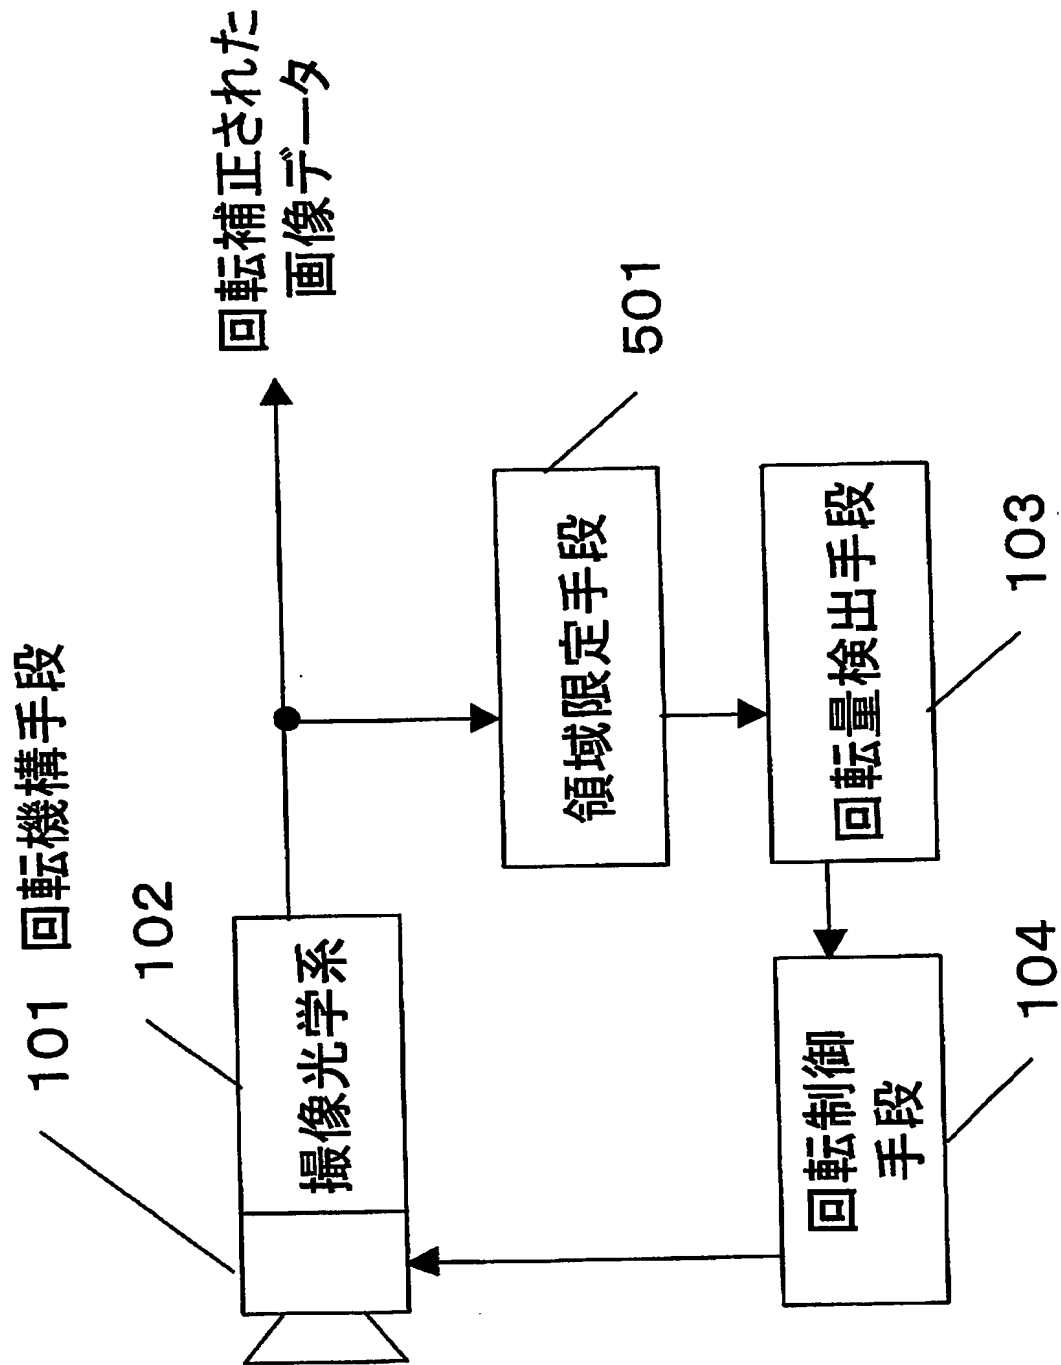 101 回転機構手段
102
撮像光学系
回転補正された
画像データ
領域限定手段
501
回転量検出手段
103
回転制御
手段
104